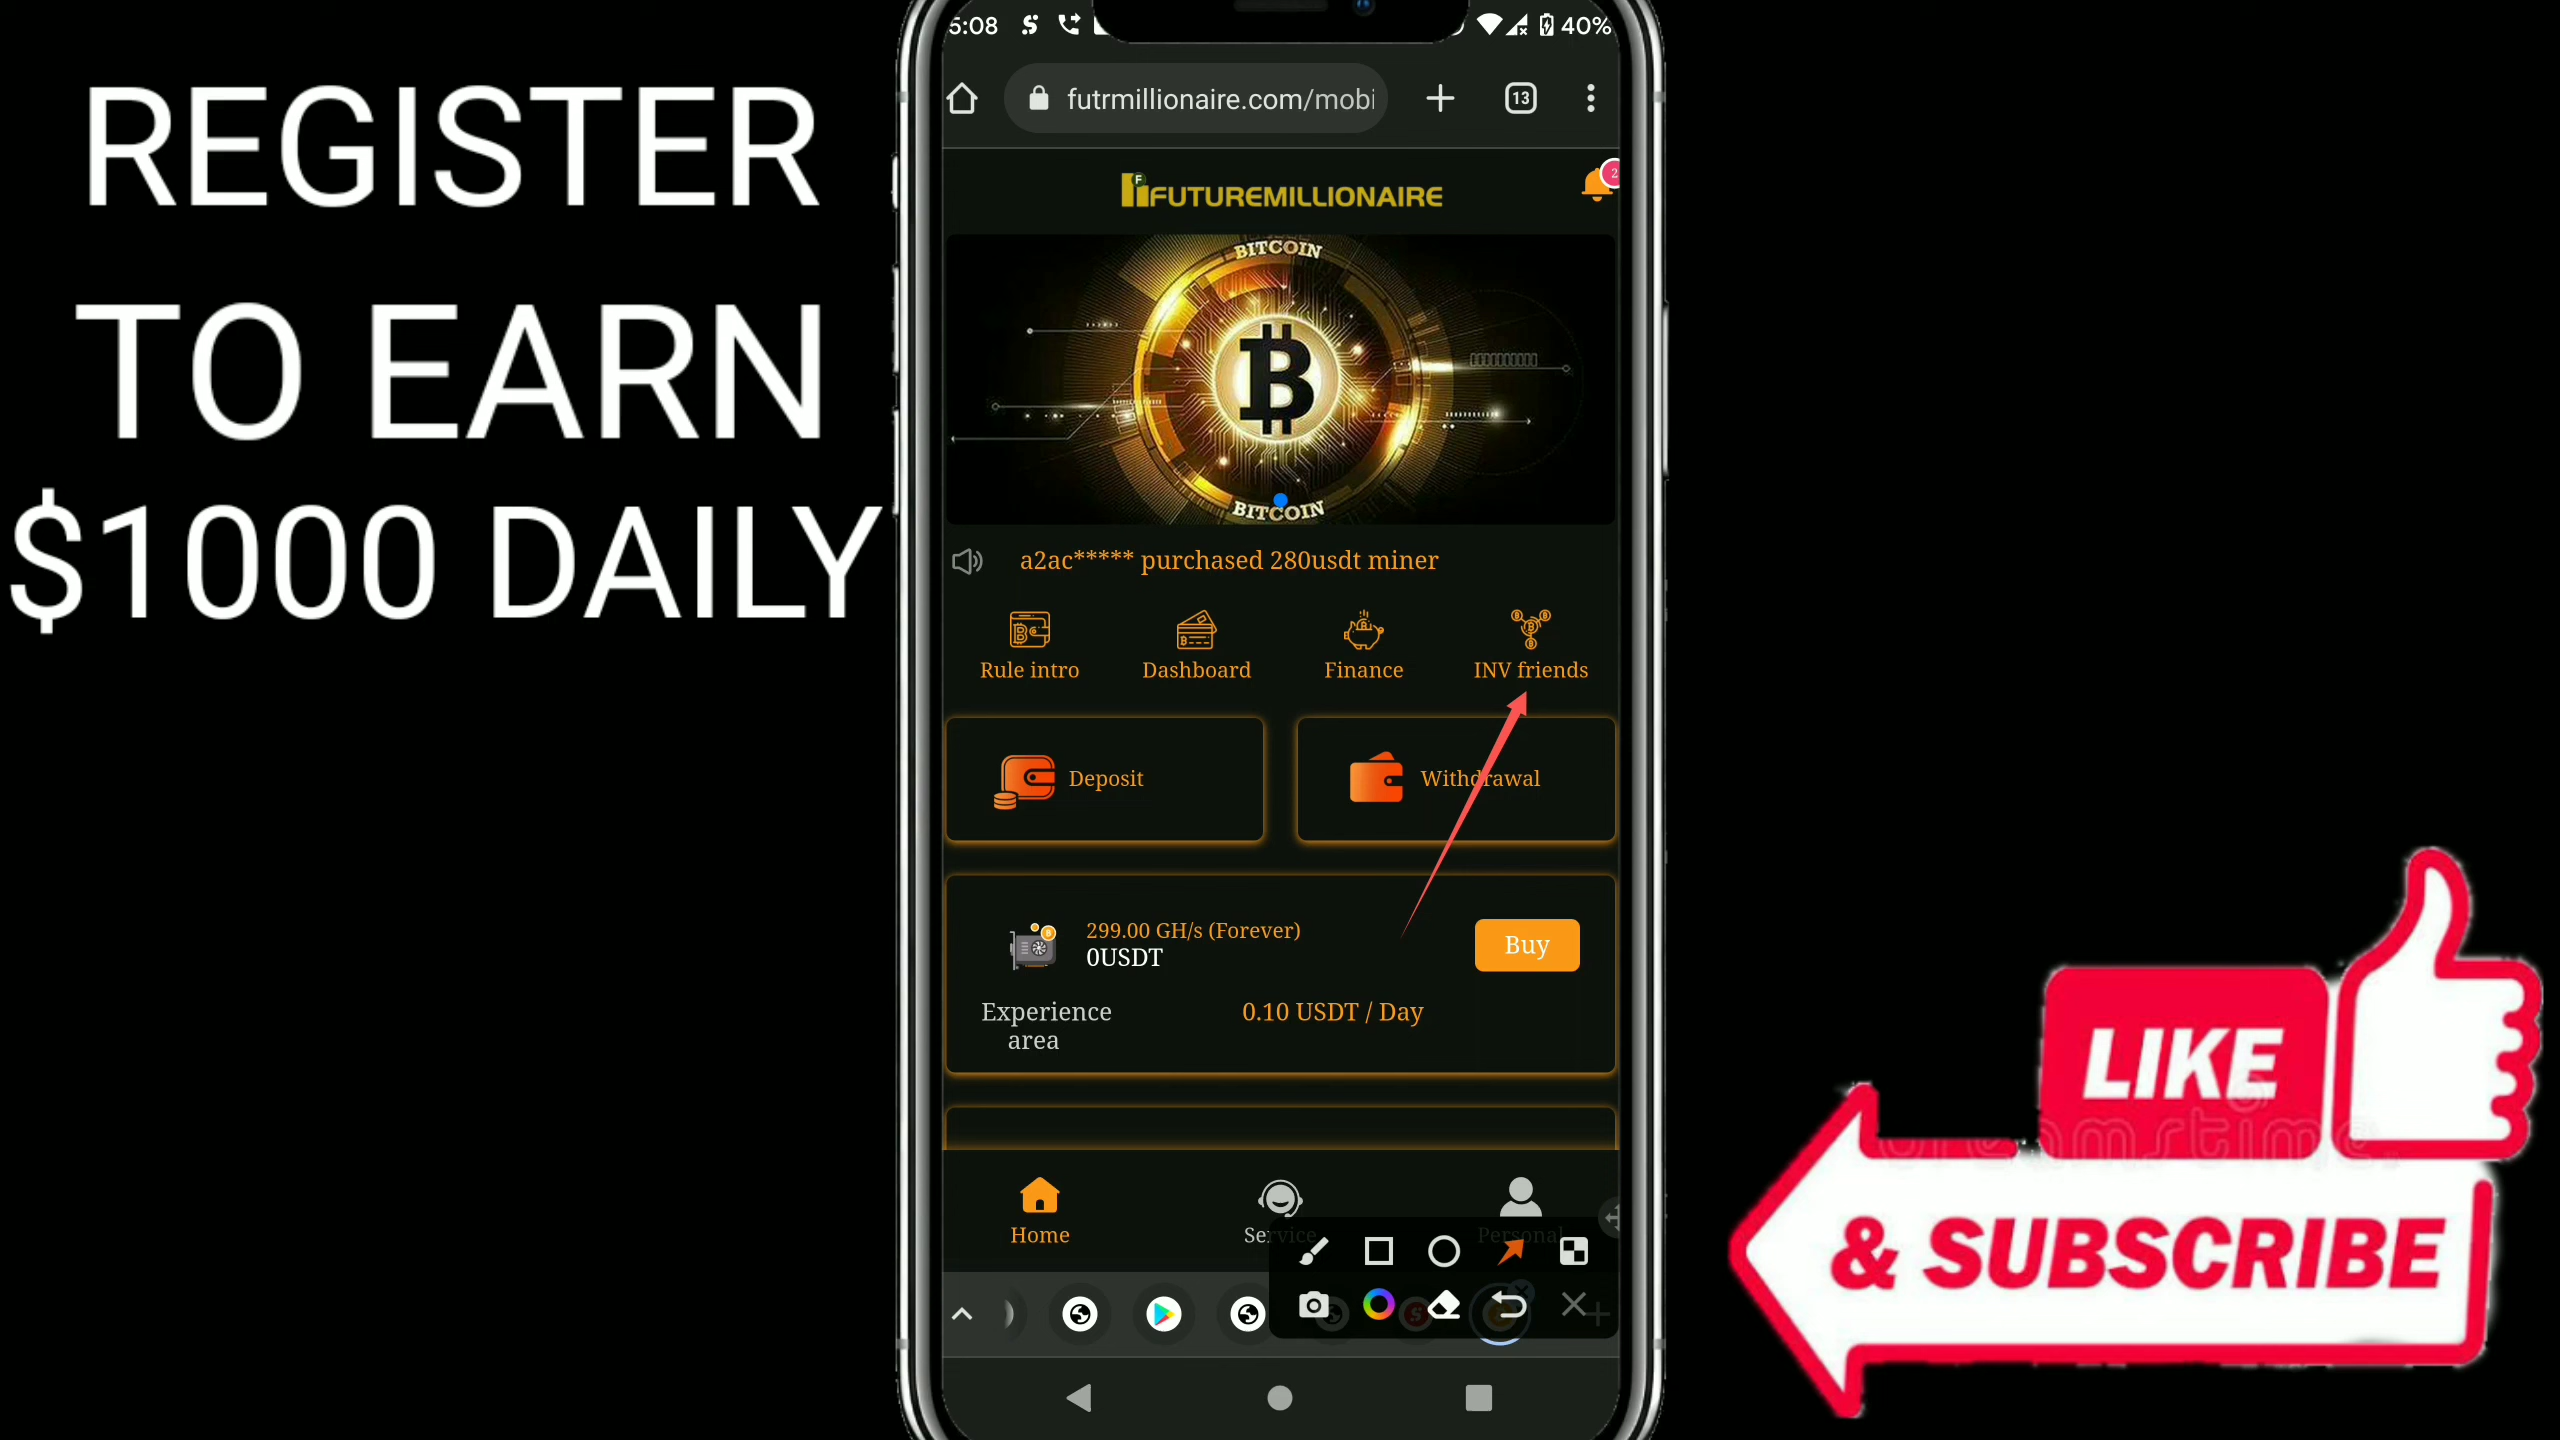 REGISTER
TO EARN
$1000 DAILY
5:08
40%
futrmillionaire.com/mobi
13
F
FUTUREMILLIONAIRE
2
BITCOIN
BITCOIN
a2ac***** purchased 280usdt miner
Rule intro
Dashboard
Finance
INV friends
Deposit
Withdrawal
299.00 GH/s (Forever)
0USDT
Buy
Experience
area
0.10 USDT / Day
Home
Service
Personal
LIKE
& SUBSCRIBE
dreamstime.